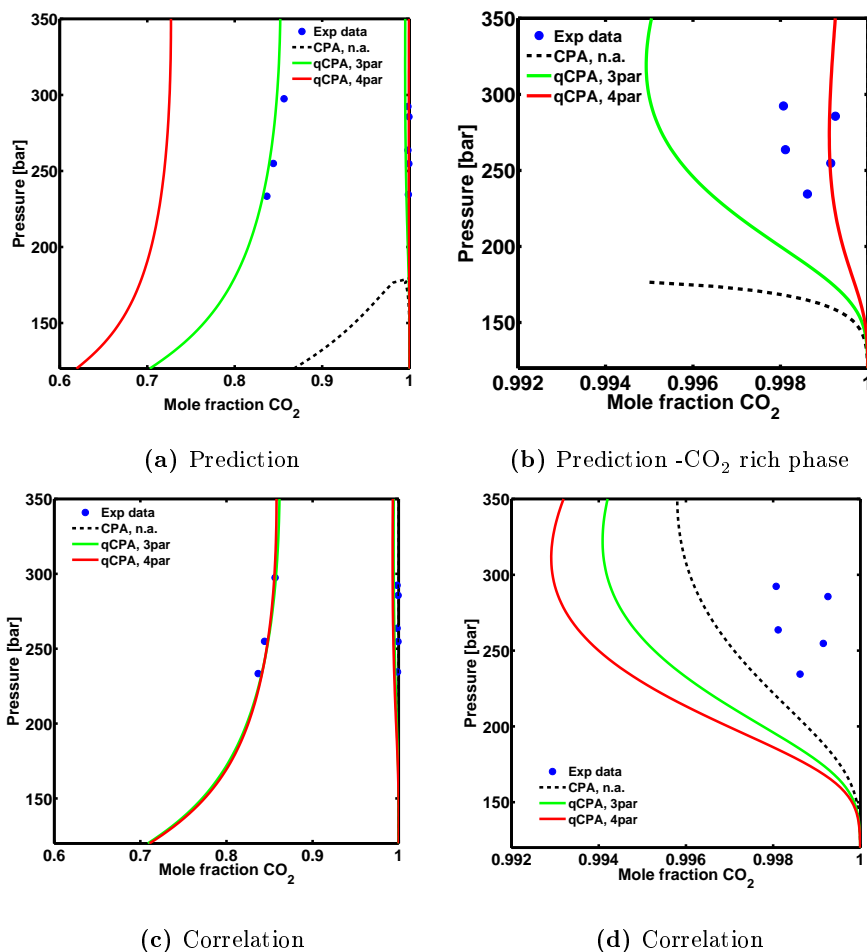 350
300
250
200
150
0.6 0.7 0.8 0.9 1
Pressure [bar]
Mole fraction CO2
Exp data
CPA, n.a.
qCPA, 3par
qCPA, 4par
(a) Prediction
350
300
250
200
150
0.992 0.994 0.996 0.998 1
Pressure [bar]
Mole fraction CO2
Exp data
CPA, n.a.
qCPA, 3par
qCPA, 4par
(b) Prediction -CO2 rich phase
350
300
250
200
150
0.6 0.7 0.8 0.9 1
Pressure [bar]
Mole fraction CO2
Exp data
CPA, n.a.
qCPA, 3par
qCPA, 4par
(c) Correlation
350
300
250
200
150
0.992 0.994 0.996 0.998 1
Pressure [bar]
Mole fraction CO2
Exp data
CPA, n.a.
qCPA, 3par
qCPA, 4par
(d) Correlation